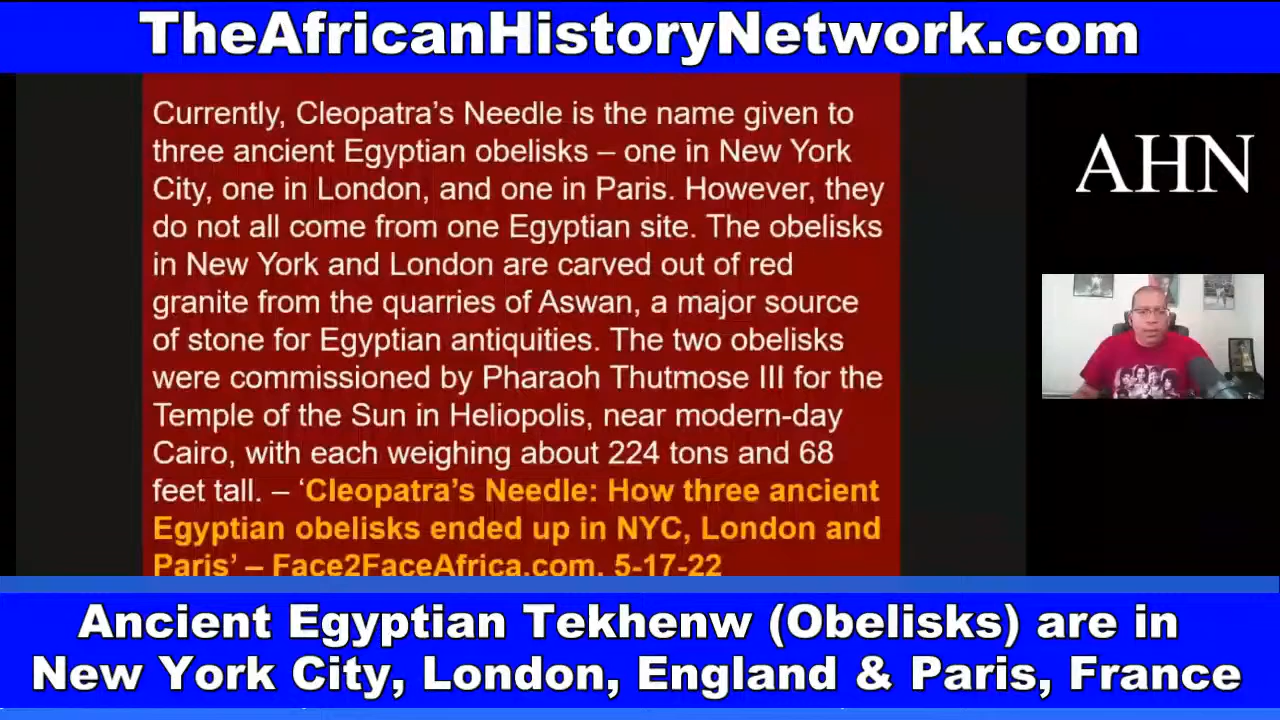 TheAfricanHistoryNetwork.com
Currently, Cleopatra's Needle is the name given to
three ancient Egyptian obelisks – one in New York
City, one in London, and one in Paris. However, they
do not all come from one Egyptian site. The obelisks
in New York and London are carved out of red
granite from the quarries of Aswan, a major source
of stone for Egyptian antiquities. The two obelisks
were commissioned by Pharaoh Thutmose III for the
Temple of the Sun in Heliopolis, near modern-day
Cairo, with each weighing about 224 tons and 68
feet tall. – ‘Cleopatra's Needle: How three ancient
Egyptian obelisks ended up in NYC, London and
Paris’ – Face2FaceAfrica.com, 5-17-22
AHN
Ancient Egyptian Tekhenw (Obelisks) are in
New York City, London, England & Paris, France